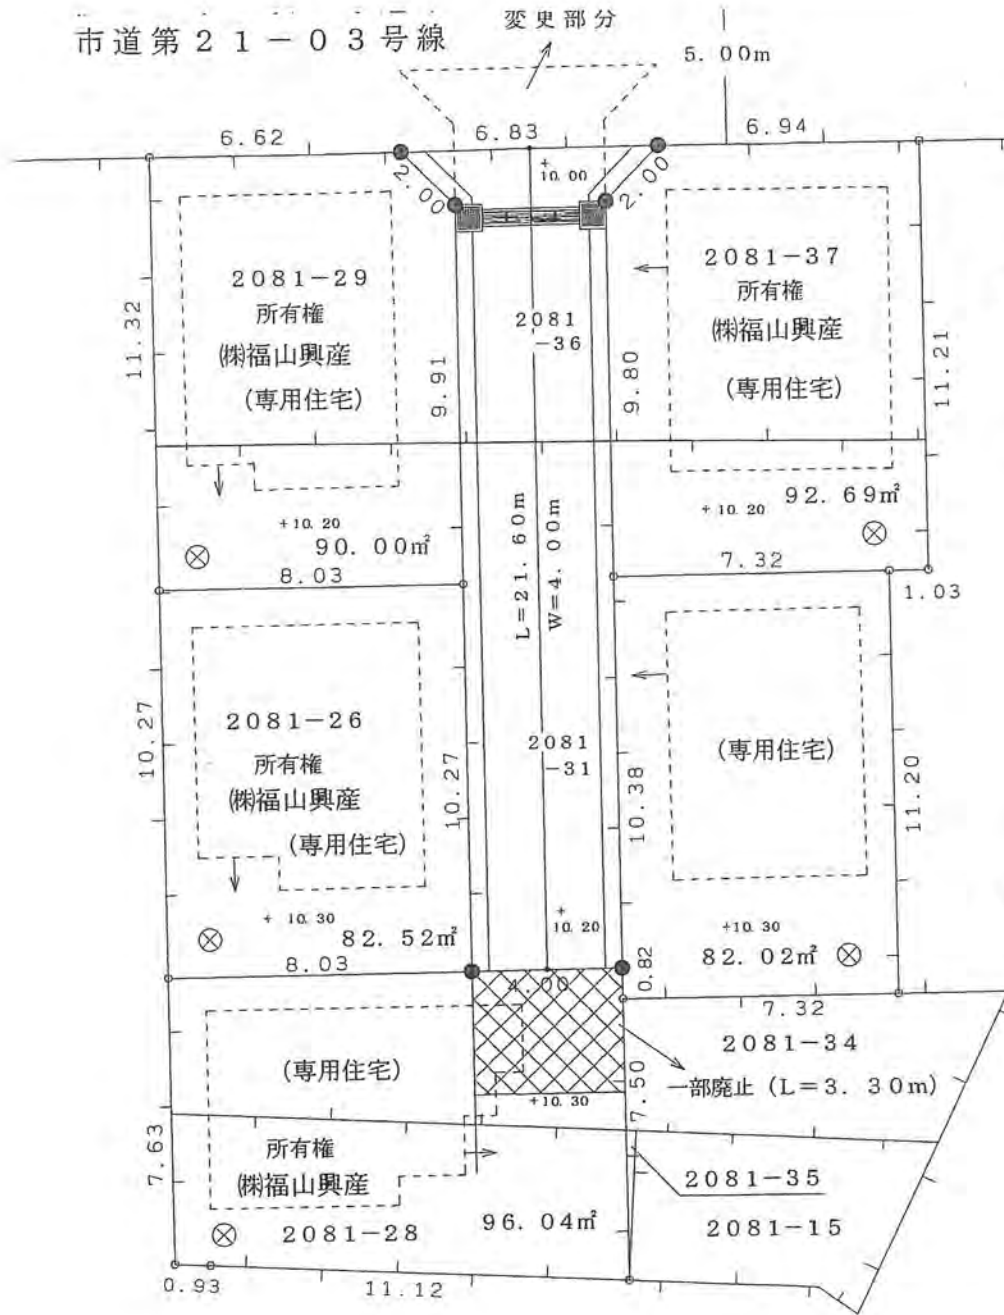 変更部分
市道第21-03号線
5.00m
6.62
6.83
6.94
+
10.00
2.00
2.00
2081-29
所有権
㈱福山興産
(専用住宅)
2081-37
所有権
㈱福山興産
(専用住宅)
2081
-36
11.32
9.91
9.80
11.21
+10.20
90.00㎡
8.03
L=21.60m
W=4.00m
+10.20
92.69㎡
7.32
1.03
2081-26
所有権
㈱福山興産
(専用住宅)
10.27
10.27
2081
-31
10.38
(専用住宅)
11.20
+10.30
82.52㎡
8.03
+
10.20
+10.30
82.02㎡
0.82
4.00
7.32
2081-34
一部廃止(L=3.30m)
(専用住宅)
+10.30
7.50
7.63
所有権
㈱福山興産
2081-28
96.04㎡
2081-35
2081-15
0.93
11.12